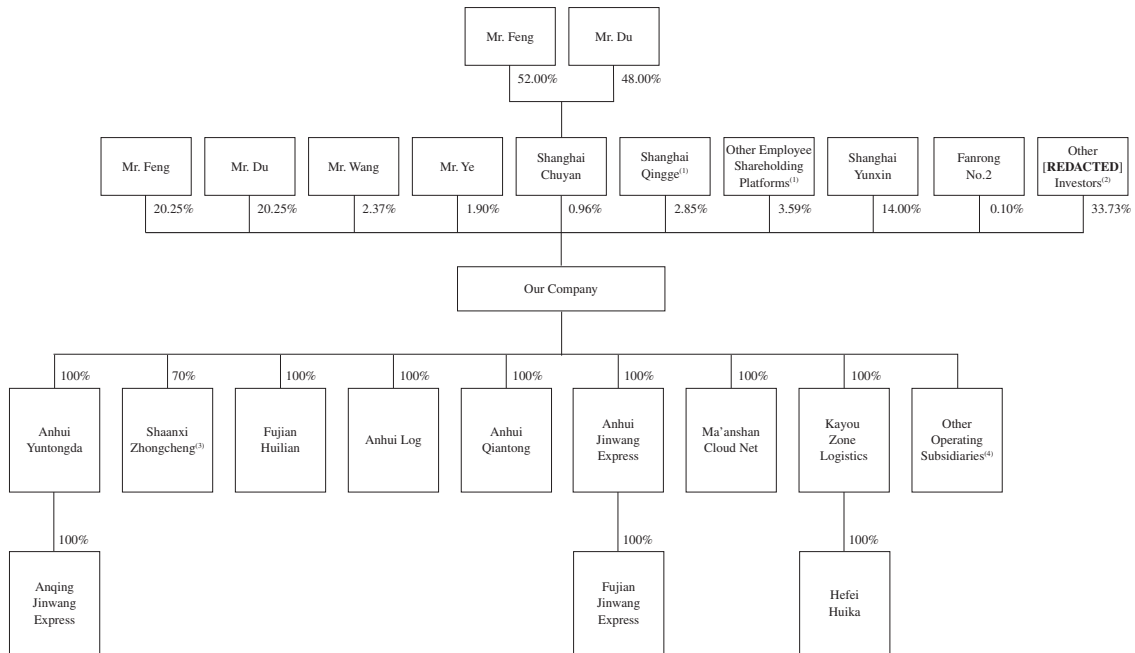 Mr. Feng
Mr. Du
52.00%
48.00%
Mr. Feng
Mr. Du
Mr. Wang
Mr. Ye
Shanghai
Chuyan
Shanghai
Qingge(1)
Other Employee
Shareholding
Platforms(1)
Shanghai
Yunxin
Fanrong
No.2
Other
[REDACTED]
Investors(2)
20.25%
20.25%
2.37%
1.90%
0.96%
2.85%
3.59%
14.00%
0.10%
33.73%
Our Company
100%
70%
100%
100%
100%
100%
100%
100%
Anhui
Yuntongda
Shaanxi
Zhongcheng(3)
Fujian
Huilian
Anhui Log
Anhui
Qiantong
Anhui
Jinwang
Express
Ma'anshan
Cloud Net
Kayou
Zone
Logistics
Other
Operating
Subsidiaries(4)
100%
100%
100%
Anqing
Jinwang
Express
Fujian
Jinwang
Express
Hefei
Huika